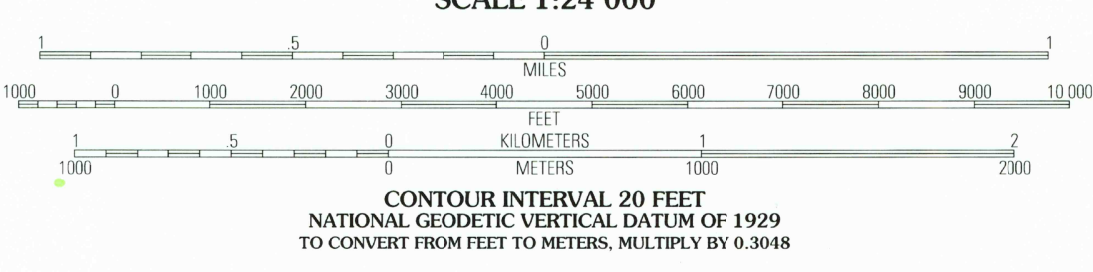 SCALE 1:24 000
1 .5 0 1
MILES
1000 0 1000 2000 3000 4000 5000 6000 7000 8000 9000 10 000
FEET
1 .5 0 KILOMETERS 1 2
1000 0 METERS 1000 2000
CONTOUR INTERVAL 20 FEET
NATIONAL GEODETIC VERTICAL DATUM OF 1929
TO CONVERT FROM FEET TO METERS, MULTIPLY BY 0.3048